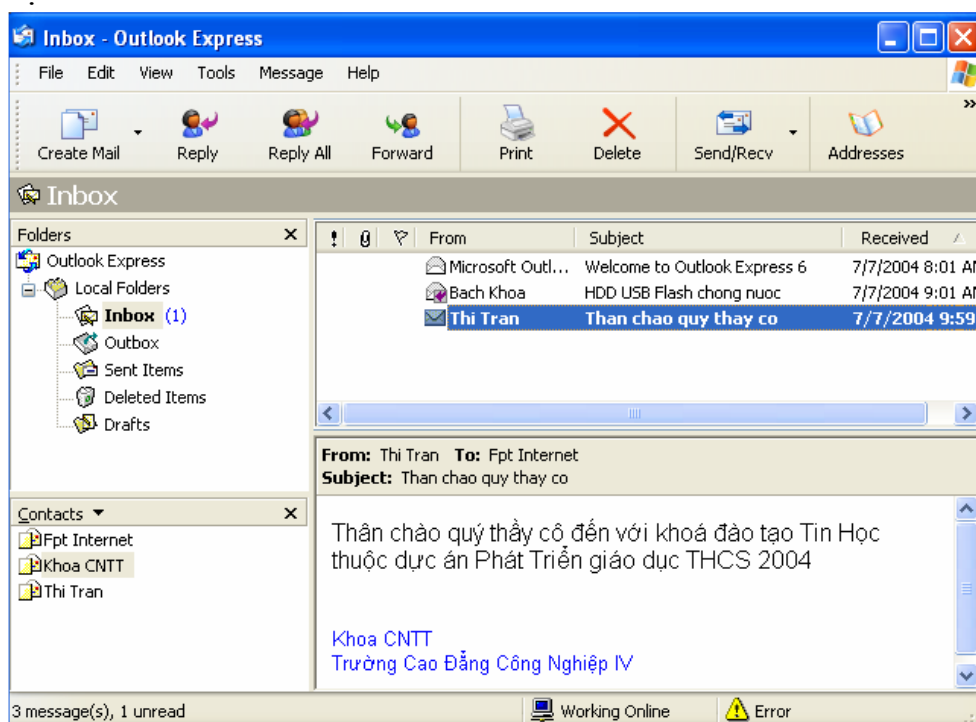 Inbox - Outlook Express
File Edit View Tools Message Help
Create Mail Reply Reply All Forward Print Delete Send/Recv Addresses »
Inbox
Folders
Outlook Express
Local Folders
Inbox (1)
Outbox
Sent Items
Deleted Items
Drafts
Contacts
Fpt Internet
Khoa CNTT
Thi Tran
! From Subject Received
Microsoft Outl... Welcome to Outlook Express 6 7/7/2004 8:01 AM
Bach Khoa HDD USB Flash chong nuoc 7/7/2004 9:01 AM
Thi Tran Than chao quy thay co 7/7/2004 9:59
From: Thi Tran To: Fpt Internet
Subject: Than chao quy thay co
Thân chào quý thầy cô đến với khoá đào tạo Tin Học
thuộc dực án Phát Triển giáo dục THCS 2004
Khoa CNTT
Trường Cao Đẳng Công Nghiệp IV
3 message(s), 1 unread Working Online Error